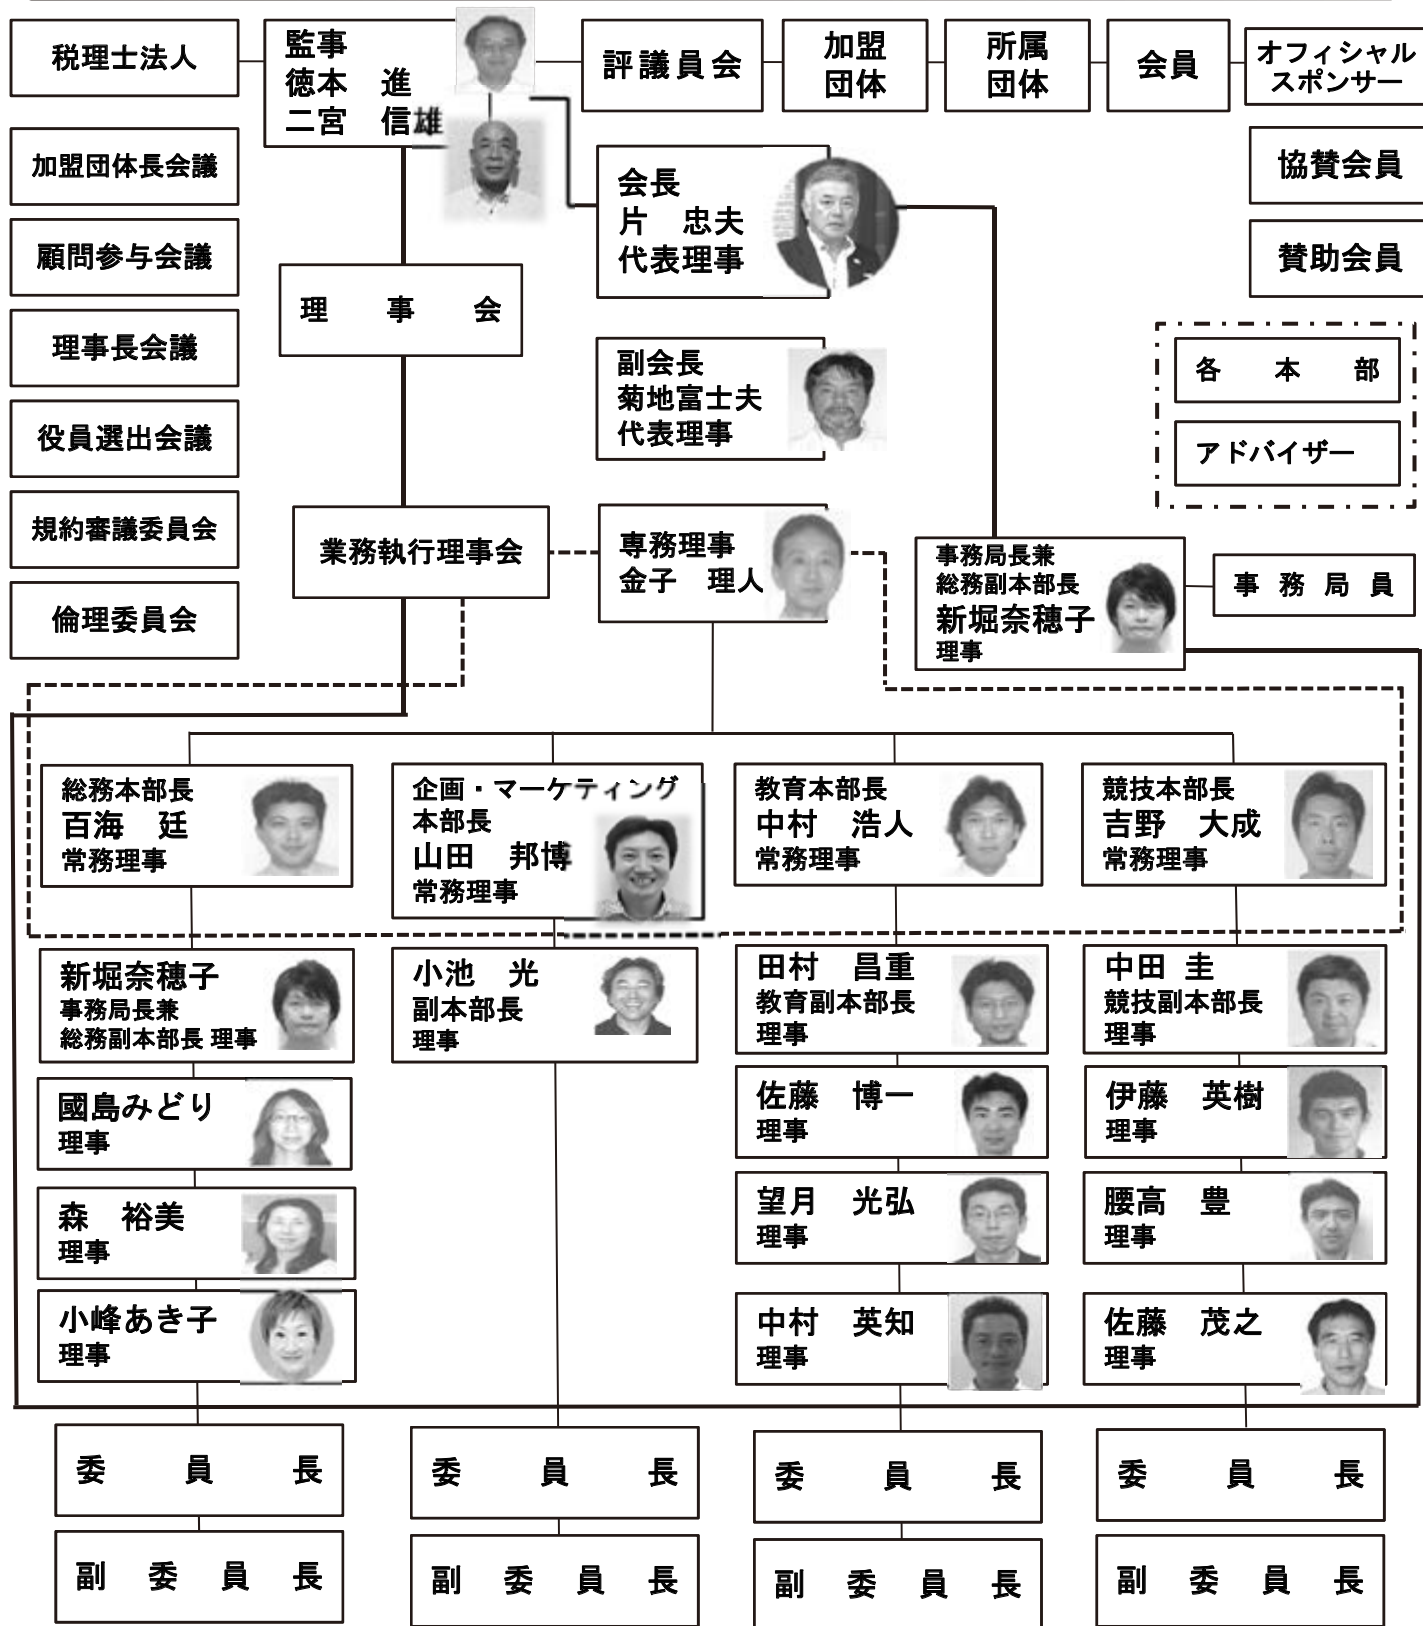 税理士法人
監事
徳本　進
二宮　信雄
評議員会
加盟
団体
所属
団体
会員
オフィシャル
スポンサー
加盟団体長会議
顧問参与会議
理事長会議
役員選出会議
規約審議委員会
倫理委員会
協賛会員
賛助会員
会長
片　忠夫
代表理事
理　事　会
副会長
菊地富士夫
代表理事
各　本　部
アドバイザー
業務執行理事会
専務理事
金子　理人
事務局長兼
総務副本部長
新堀奈穂子
理事
事務局員
総務本部長
百海　廷
常務理事
企画・マーケティング
本部長
山田　邦博
常務理事
教育本部長
中村　浩人
常務理事
競技本部長
吉野　大成
常務理事
新堀奈穂子
事務局長兼
総務副本部長 理事
小池　光
副本部長
理事
田村　昌重
教育副本部長
理事
中田 圭
競技副本部長
理事
國島みどり
理事
佐藤　博一
理事
伊藤　英樹
理事
森　裕美
理事
望月　光弘
理事
腰高　豊
理事
小峰あき子
理事
中村　英知
理事
佐藤　茂之
理事
委　員　長
委　員　長
委　員　長
委　員　長
副　委　員　長
副　委　員　長
副　委　員　長
副　委　員　長